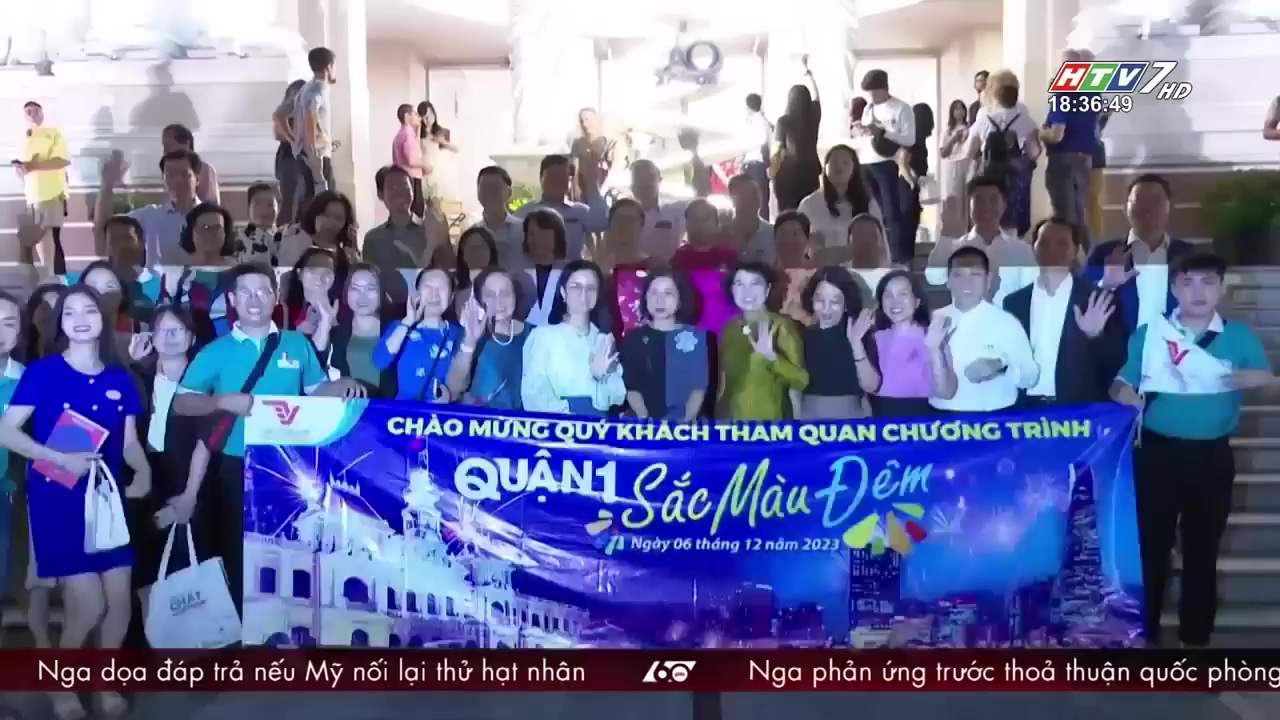 HTV7 HD
18:36:49
CHÀO MỪNG QUÝ KHÁCH THAM QUAN CHƯƠNG TRÌNH
QUẬN 1
Sắc Màu Đêm
Ngày 06 tháng 12 năm 2023
Nga dọa đáp trả nếu Mỹ nối lại thử hạt nhân
60
Nga phản ứng trước thoả thuận quốc phòng